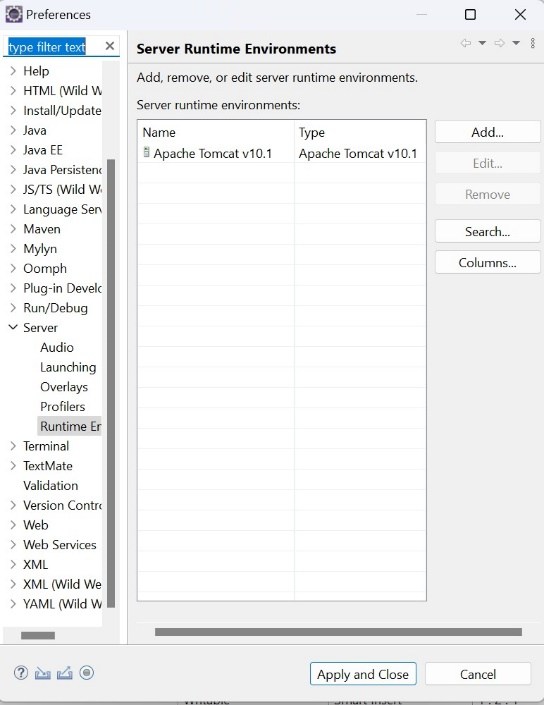 Preferences
type filter text
Help
HTML (Wild W
Install/Update
Java
Java EE
Java Persistenc
JS/TS (Wild We
Language Serv
Maven
Mylyn
Oomph
Plug-in Develo
Run/Debug
Server
Audio
Launching
Overlays
Profilers
Runtime En
Terminal
TextMate
Validation
Version Contro
Web
Web Services
XML
XML (Wild We
YAML (Wild W
Server Runtime Environments
Add, remove, or edit server runtime environments.
Server runtime environments:
Name Type
Apache Tomcat v10.1 Apache Tomcat v10.1
Add...
Edit...
Remove
Search...
Columns...
Apply and Close
Cancel